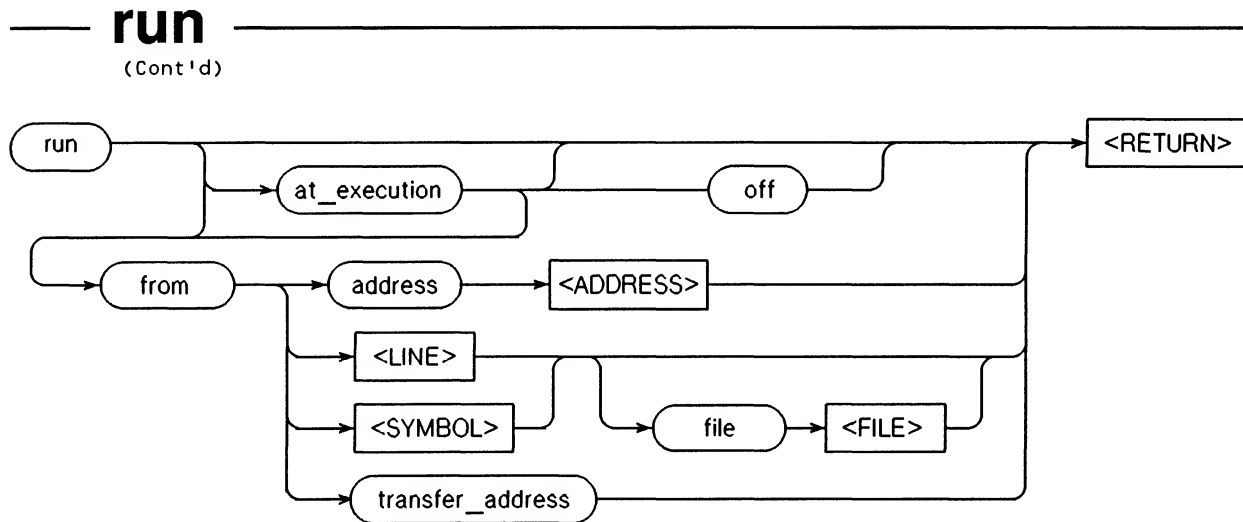 run
(Cont'd)
run
<RETURN>
at_execution
off
from
address
<ADDRESS>
<LINE>
<SYMBOL>
file
<FILE>
transfer_address